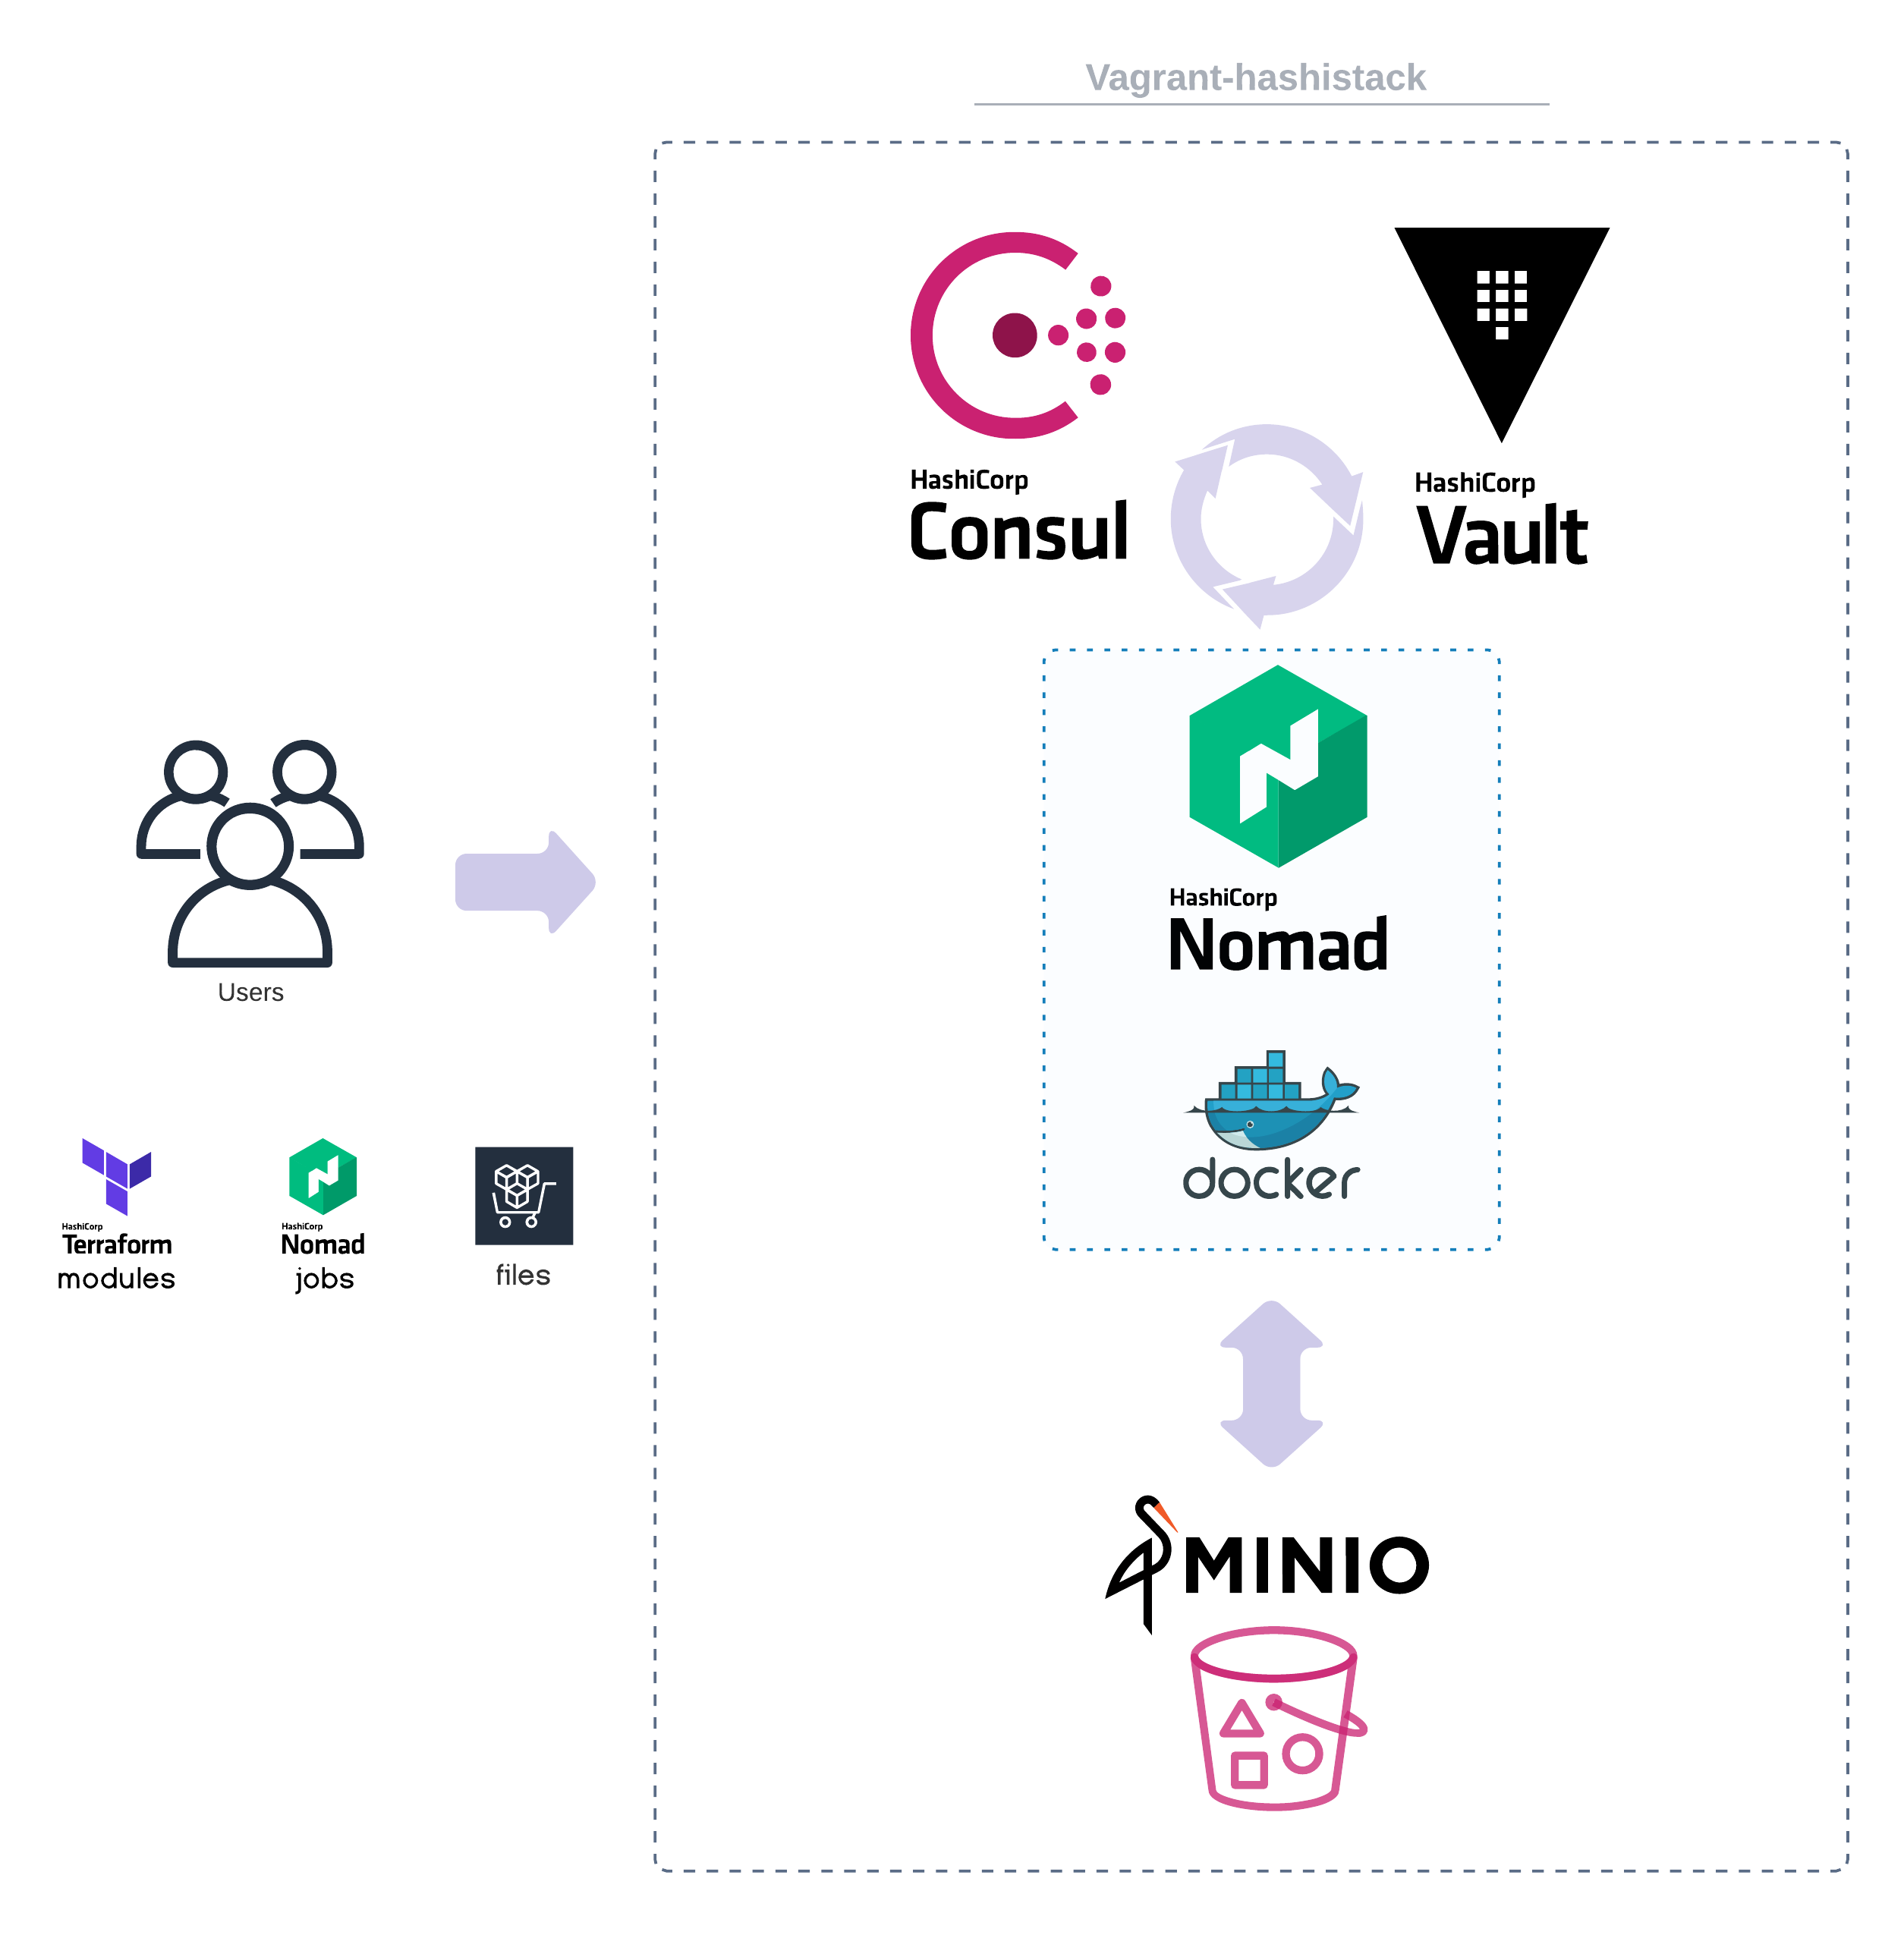 Vagrant-hashistack
HashiCorp
Consul
HashiCorp
Vault
HashiCorp
Nomad
docker
Users
HashiCorp
Terraform
modules
HashiCorp
Nomad
jobs
files
MINIO